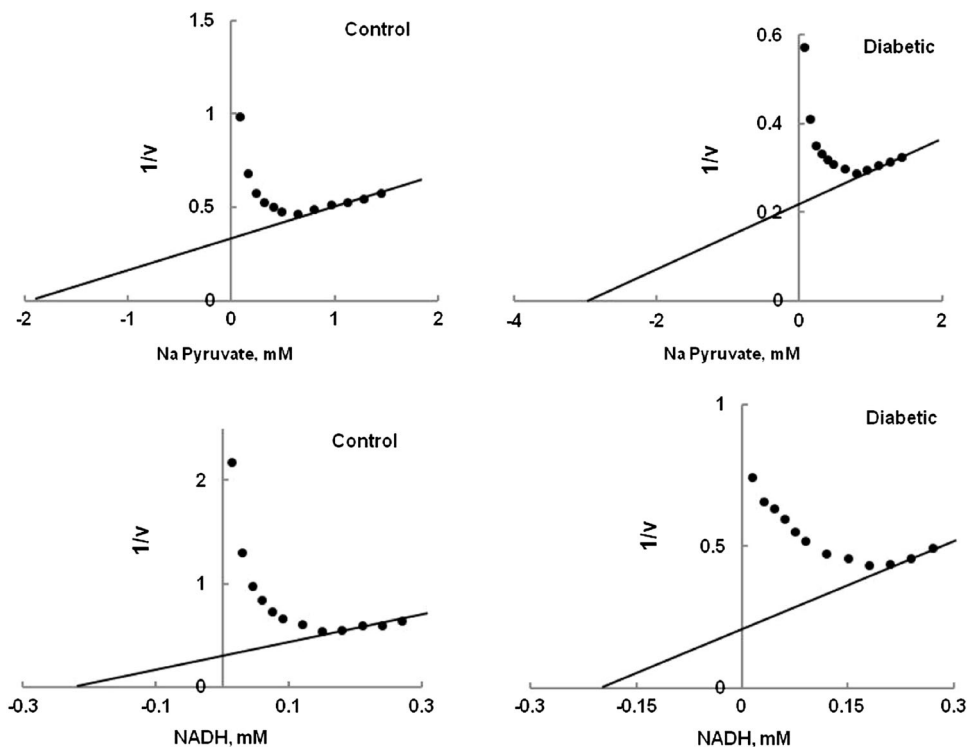 1.5
Control
1
1/v
0.5
0
-2
-1
0
1
2
Na Pyruvate, mM
0.6
Diabetic
0.4
1/v
0.2
0
-4
-2
0
2
Na Pyruvate, mM
Control
2
1/v
1
0
-0.3
-0.1
0.1
0.3
NADH, mM
1
Diabetic
1/v
0.5
0
-0.3
-0.15
0
0.15
0.3
NADH, mM